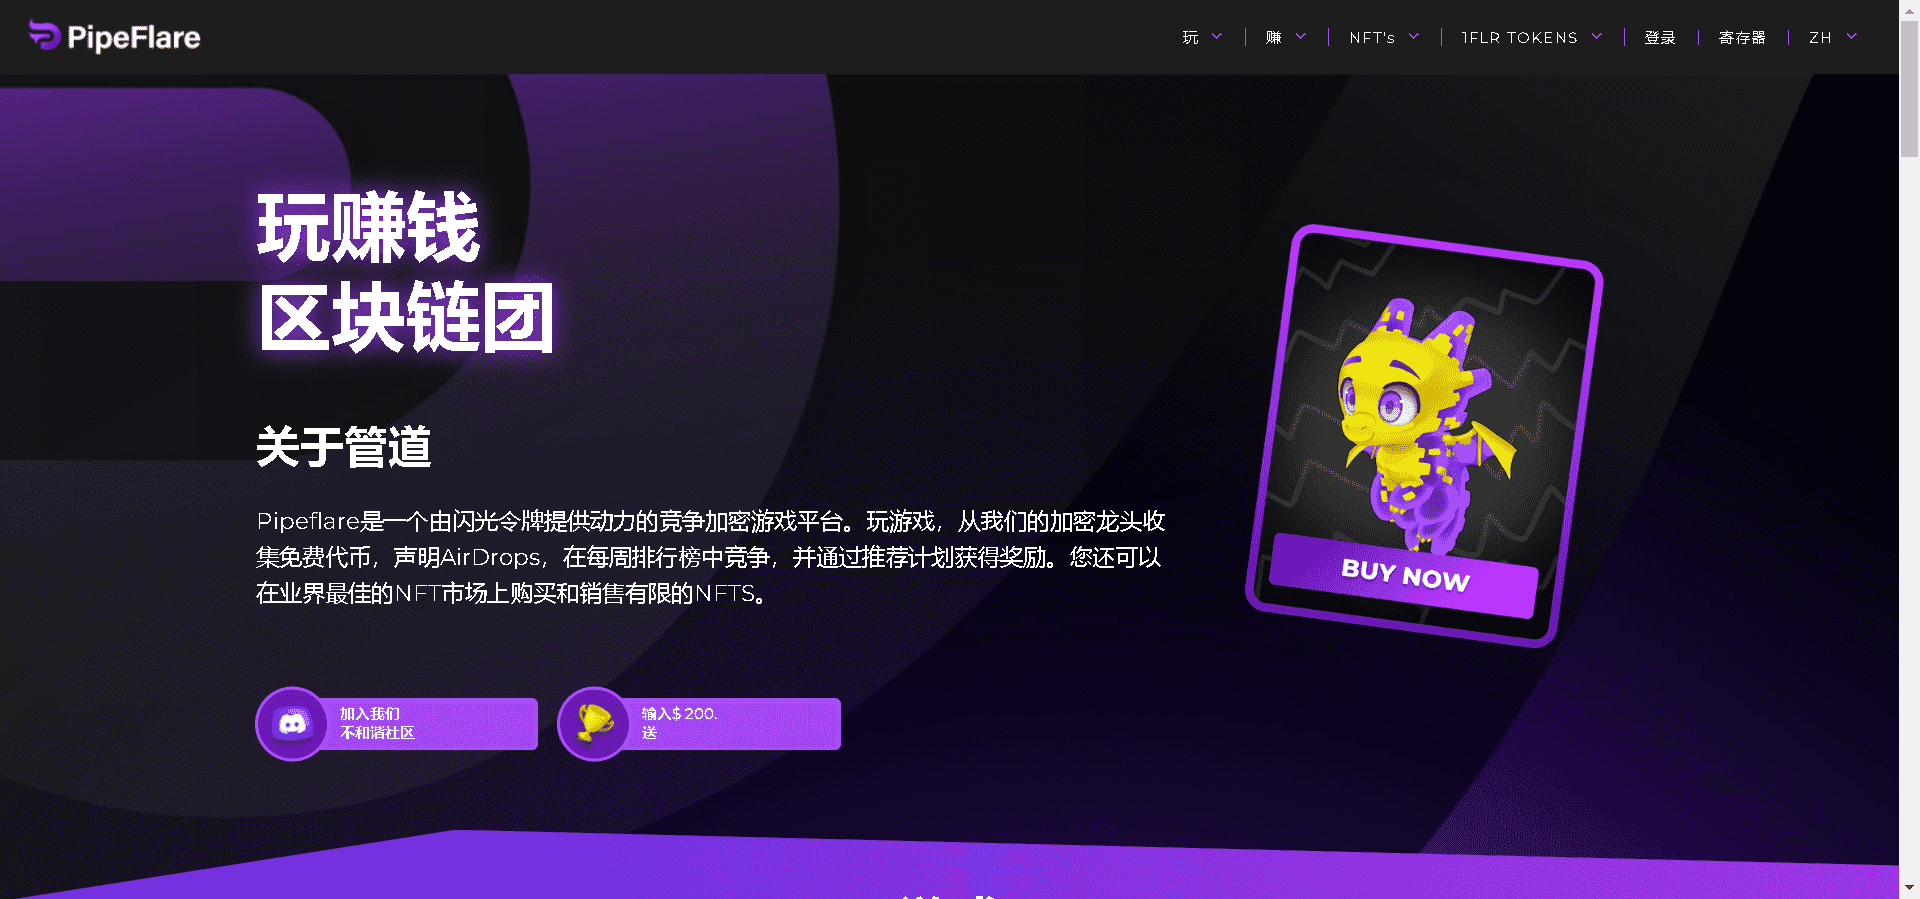 PipeFlare
玩
赚
NFT's
1FLR TOKENS
登录
寄存器
ZH
玩赚钱
区块链团
关于管道
Pipeflare是一个由闪光令牌提供动力的竞争加密游戏平台。玩游戏，从我们的加密龙头收
集免费代币，声明AirDrops，在每周排行榜中竞争，并通过推荐计划获得奖励。您还可以
在业界最佳的NFT市场上购买和销售有限的NFTS。
BUY NOW
加入我们
不和谐社区
输入$ 200.
送